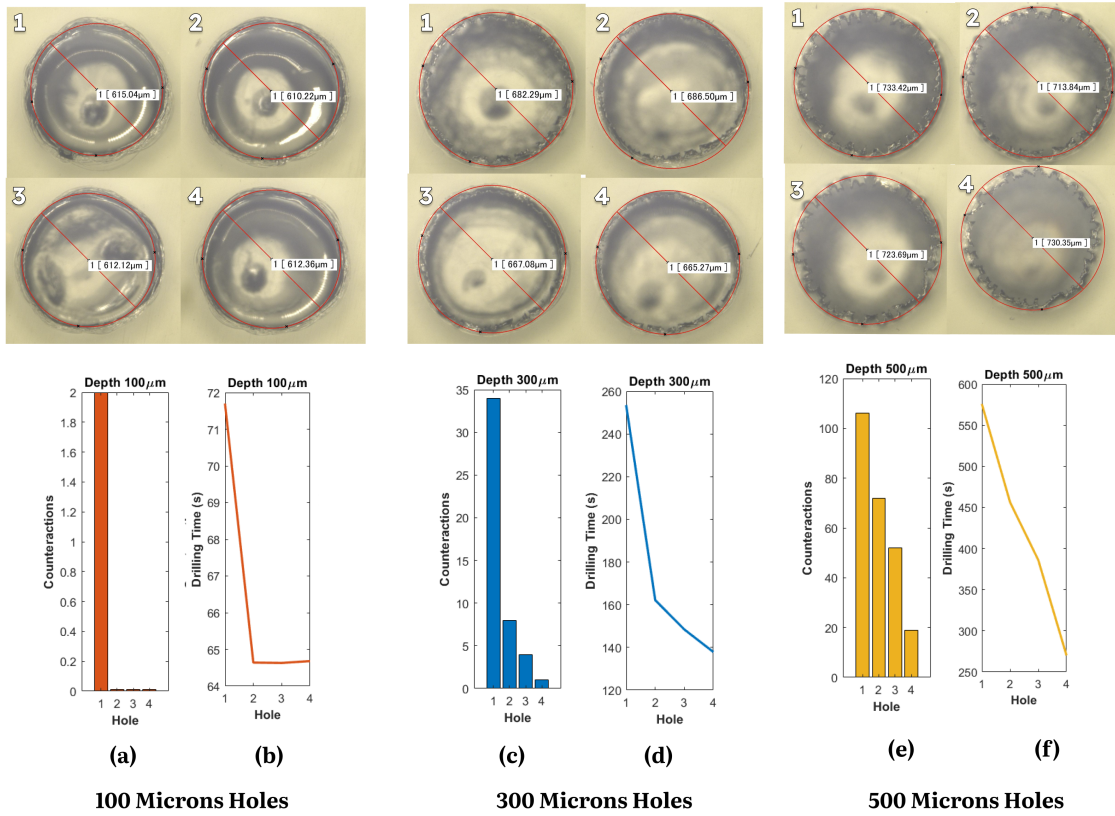 1
2
1 [ 615.04μm ]
1 [ 610.22μm ]
3
4
1 [ 612.12μm ]
1 [ 612.36μm ]
1
2
1 [ 682.29μm ]
1 [ 686.50μm ]
3
4
1 [ 667.08μm ]
1 [ 665.27μm ]
1
2
1 [ 733.42μm ]
1 [ 713.84μm ]
3
4
1 [ 723.69μm ]
1 [ 730.35μm ]
Depth 100μm
Counteractions
2
1.8
1.6
1.4
1.2
1
0.8
0.6
0.4
0.2
0
1 2 3 4
Hole
(a)
Depth 100μm
Drilling Time (s)
72
71
70
69
68
67
66
65
64
1 2 3 4
Hole
(b)
100 Microns Holes
Depth 300μm
Counteractions
35
30
25
20
15
10
5
0
1 2 3 4
Hole
(c)
Depth 300μm
Drilling Time (s)
260
240
220
200
180
160
140
120
1 2 3 4
Hole
(d)
300 Microns Holes
Depth 500μm
Counteractions
120
100
80
60
40
20
0
1 2 3 4
Hole
(e)
Depth 500μm
Drilling Time (s)
600
550
500
450
400
350
300
250
1 2 3 4
Hole
(f)
500 Microns Holes